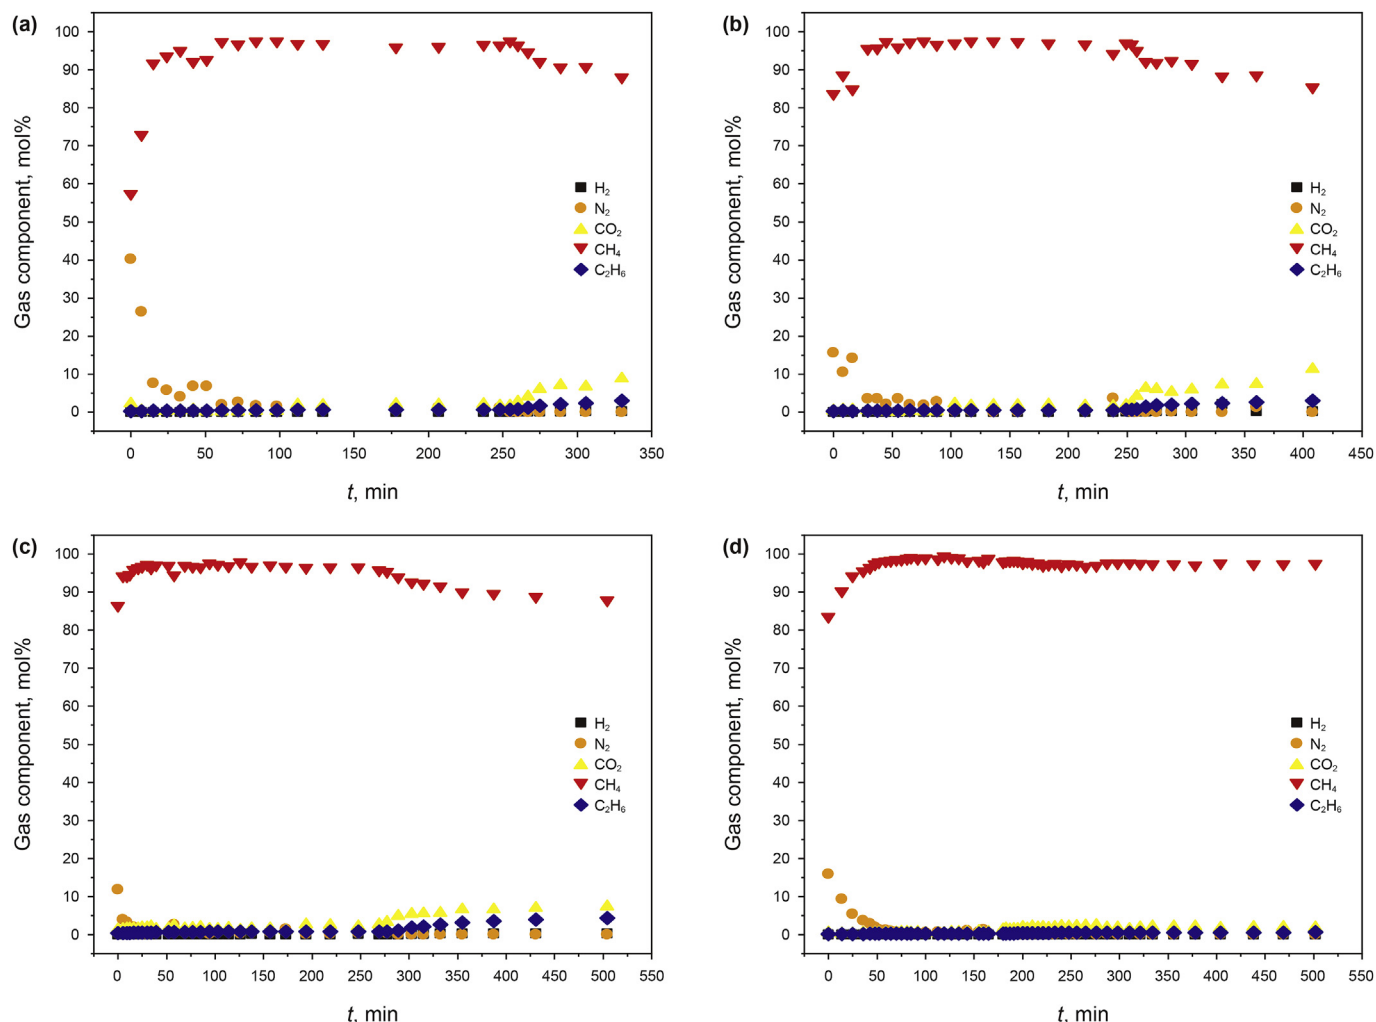 (a)
Gas component, mol%
100
90
80
70
60
50
40
30
20
10
0
H₂
N₂
CO₂
CH₄
C₂H₆
0 50 100 150 200 250 300 350
t, min
(b)
Gas component, mol%
100
90
80
70
60
50
40
30
20
10
0
H₂
N₂
CO₂
CH₄
C₂H₆
0 50 100 150 200 250 300 350 400 450
t, min
(c)
Gas component, mol%
100
90
80
70
60
50
40
30
20
10
0
H₂
N₂
CO₂
CH₄
C₂H₆
0 50 100 150 200 250 300 350 400 450 500 550
t, min
(d)
Gas component, mol%
100
90
80
70
60
50
40
30
20
10
0
H₂
N₂
CO₂
CH₄
C₂H₆
0 50 100 150 200 250 300 350 400 450 500 550
t, min